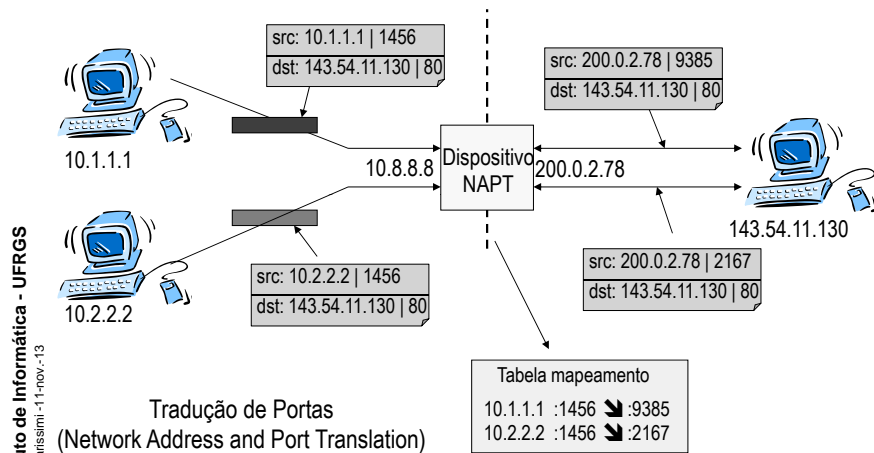 src: 10.1.1.1 | 1456
dst: 143.54.11.130 | 80
src: 200.0.2.78 | 9385
dst: 143.54.11.130 | 80
10.1.1.1
10.8.8.8
Dispositivo
NAPT
200.0.2.78
143.54.11.130
src: 10.2.2.2 | 1456
dst: 143.54.11.130 | 80
src: 200.0.2.78 | 2167
dst: 143.54.11.130 | 80
10.2.2.2
Tabela mapeamento
10.1.1.1 :1456 ➘ :9385
10.2.2.2 :1456 ➘ :2167
Tradução de Portas
(Network Address and Port Translation)
de Informática - UFRGS
-11-nov.-13